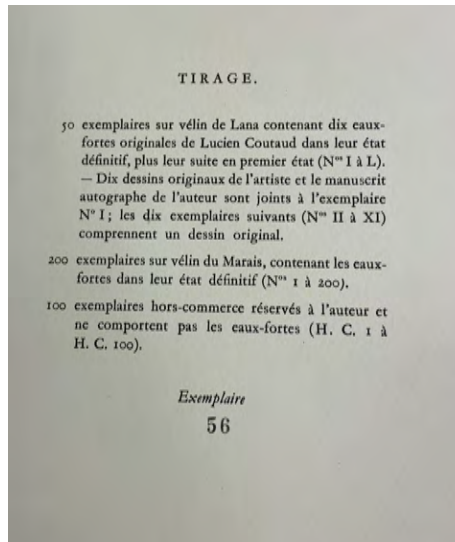 TIRAGE.
50 exemplaires sur vélin de Lana contenant dix eaux-
fortes originales de Lucien Coutaud dans leur état
définitif, plus leur suite en premier état (Nos I à L).
— Dix dessins originaux de l'artiste et le manuscrit
autographe de l'auteur sont joints à l'exemplaire
No I ; les dix exemplaires suivants (Nos II à XI)
comprennent un dessin original.
200 exemplaires sur vélin du Marais, contenant les eaux-
fortes dans leur état définitif (Nos 1 à 200).
100 exemplaires hors-commerce réservés à l'auteur et
ne comportent pas les eaux-fortes (H. C. 1 à
H. C. 100).
Exemplaire
56